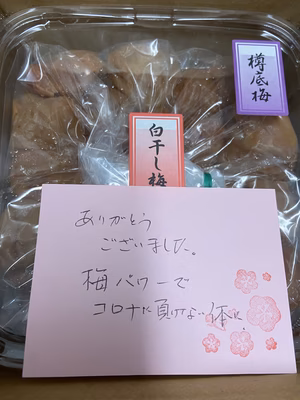 樽底梅
白干し梅
ありがとう
ございました。
梅パワーで
コロナに負けない体に。